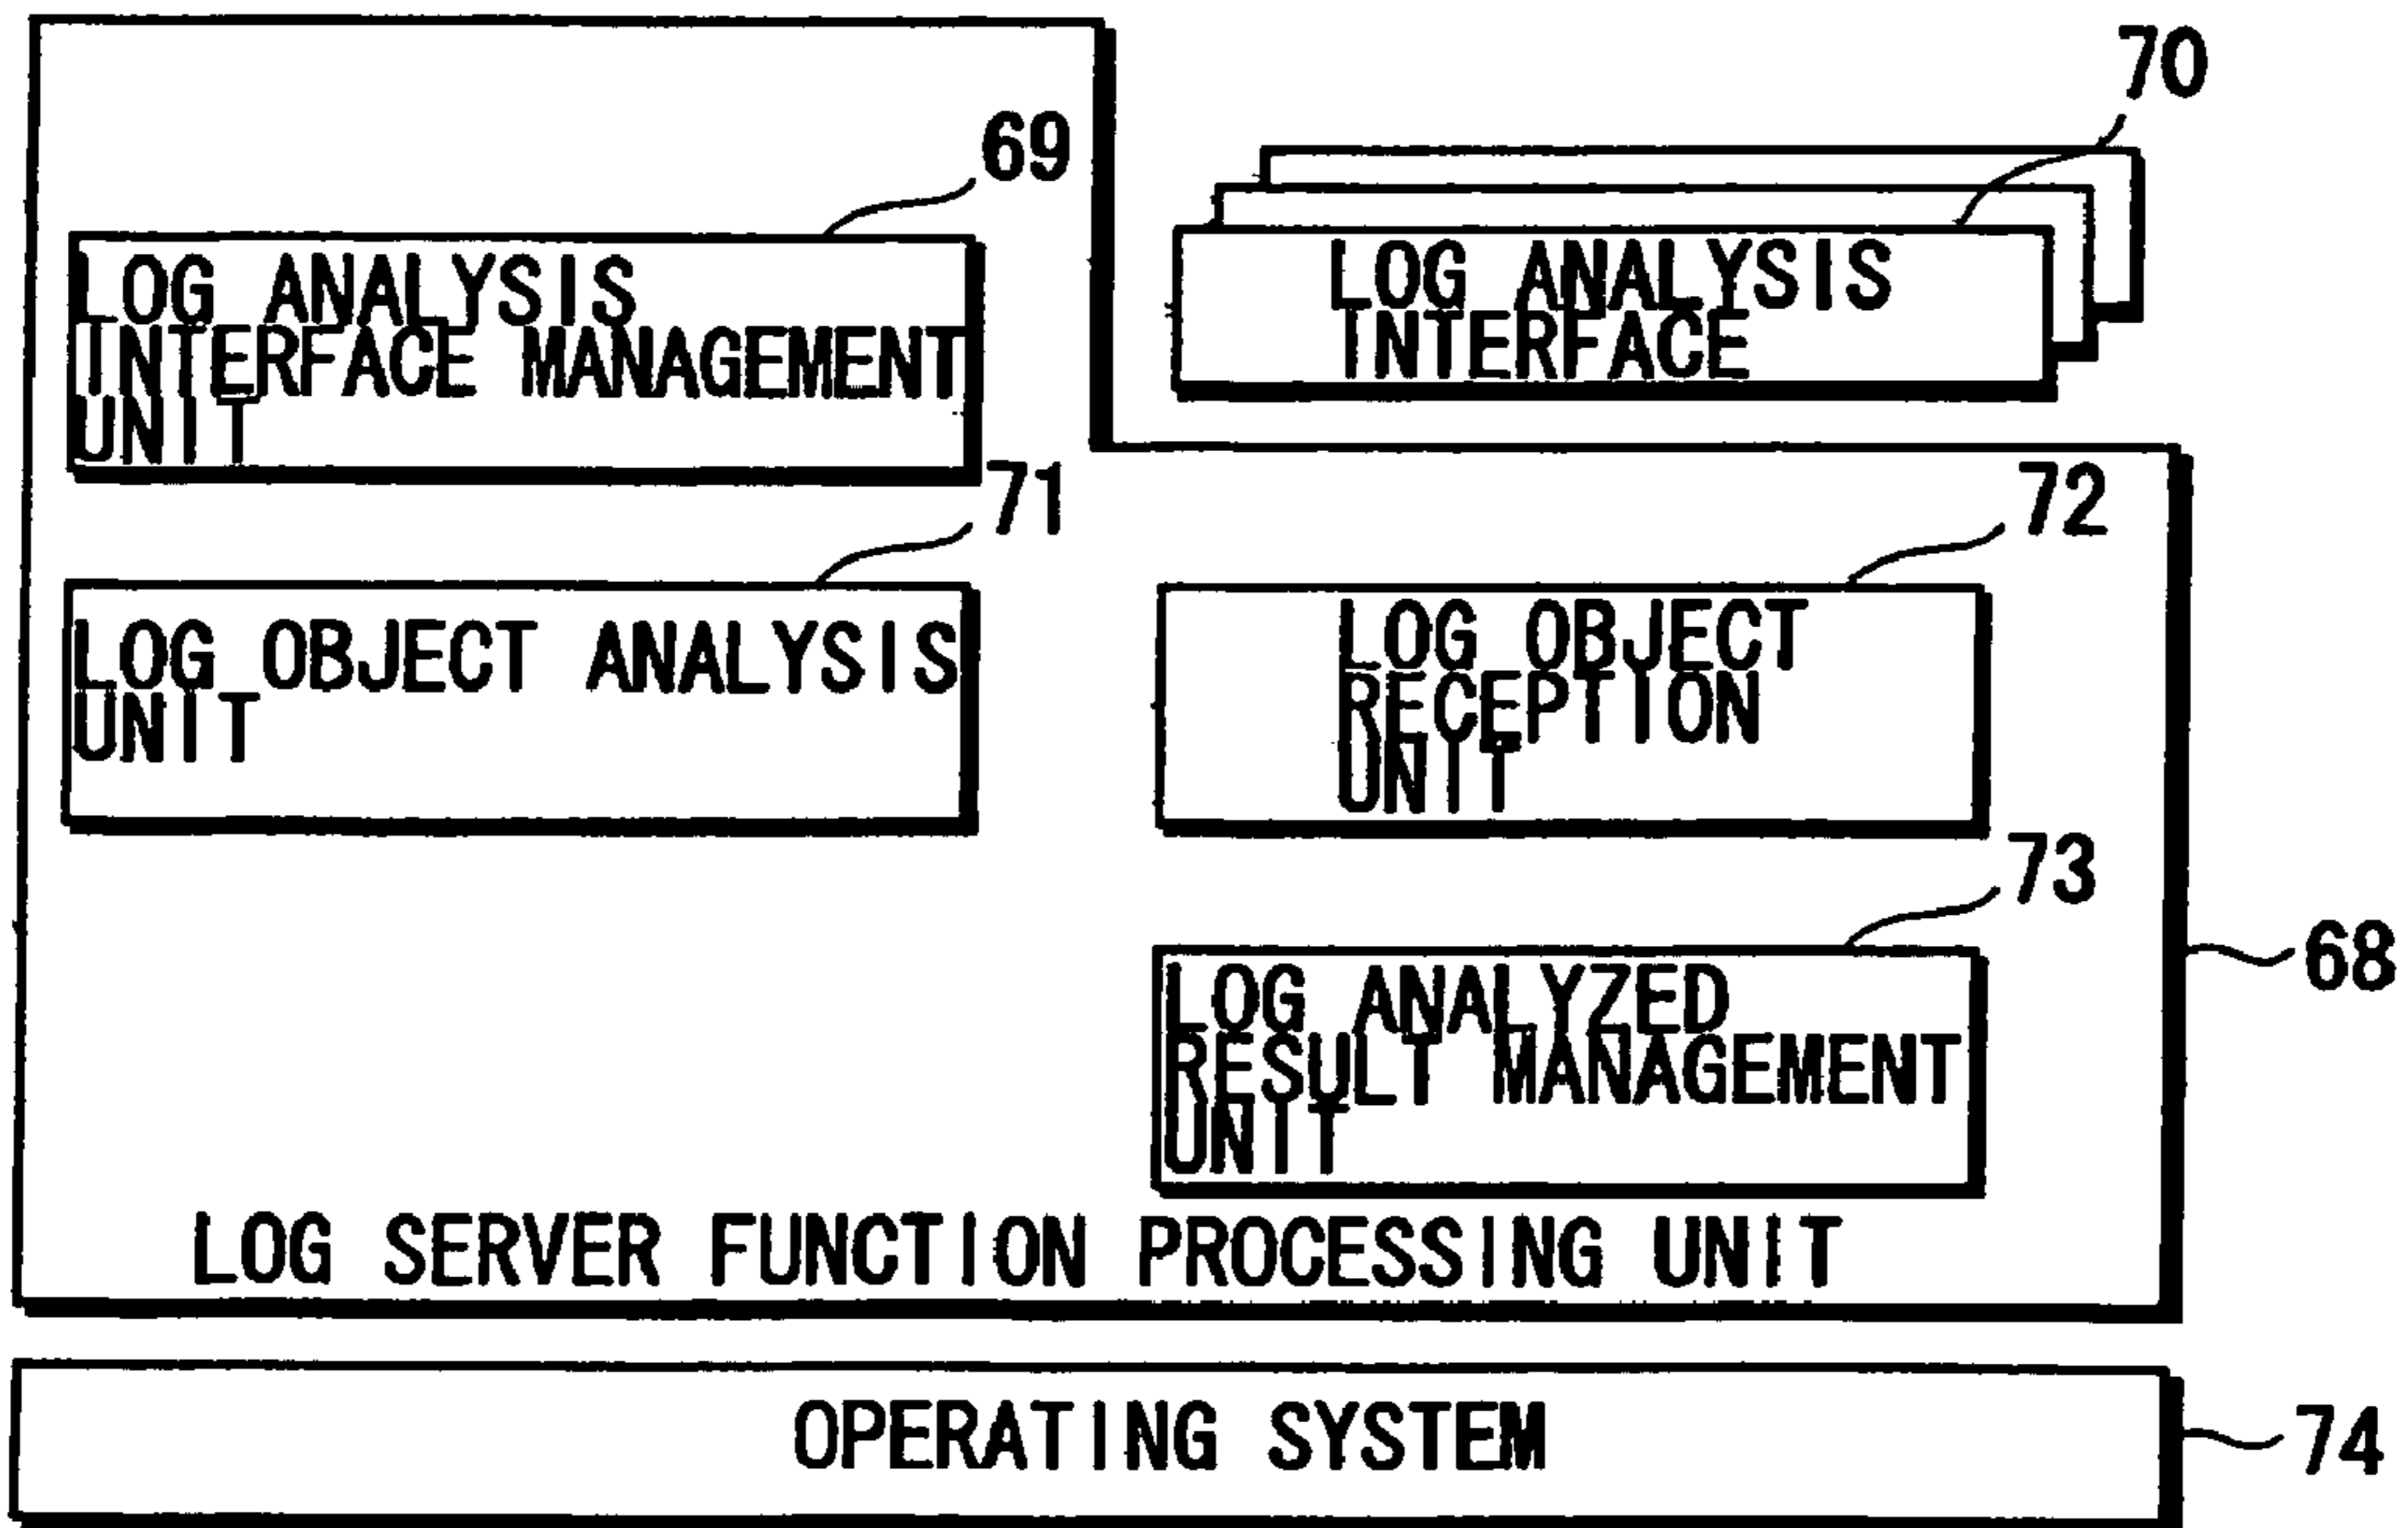 70
69
LOG ANALYSIS
INTERFACE MANAGEMENT
UNIT
LOG ANALYSIS
INTERFACE
71
72
LOG OBJECT ANALYSIS
UNIT
LOG OBJECT
RECEPTION
UNIT
73
68
LOG ANALYZED
RESULT MANAGEMENT
UNIT
LOG SERVER FUNCTION PROCESSING UNIT
OPERATING SYSTEM
74